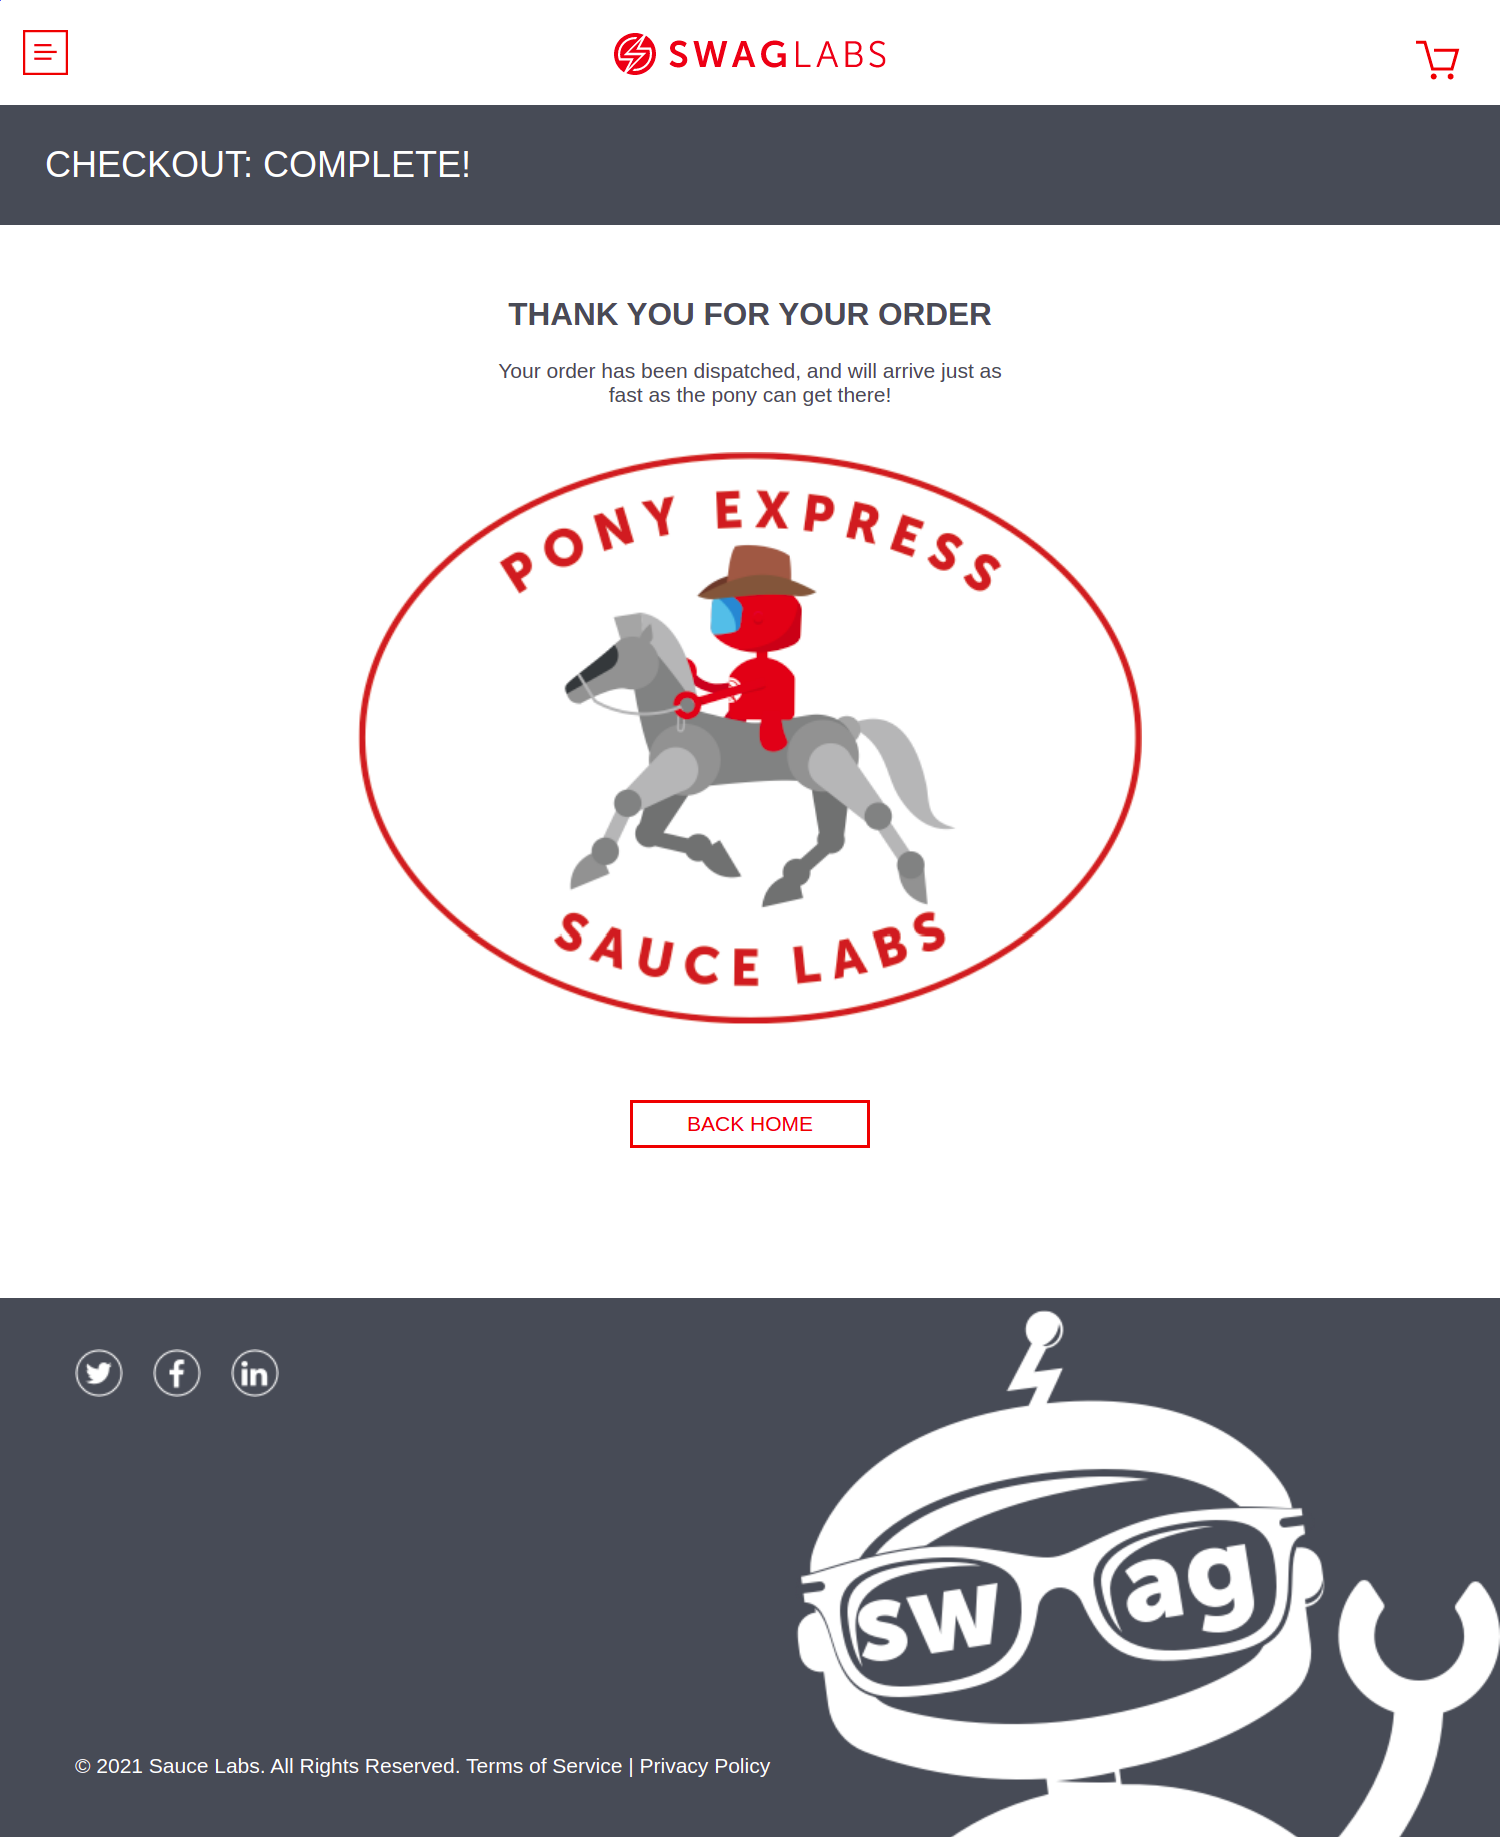 SWAGLABS
CHECKOUT: COMPLETE!
THANK YOU FOR YOUR ORDER
Your order has been dispatched, and will arrive just as
fast as the pony can get there!
PONY EXPRESS
SAUCE LABS
BACK HOME
swag
© 2021 Sauce Labs. All Rights Reserved. Terms of Service | Privacy Policy